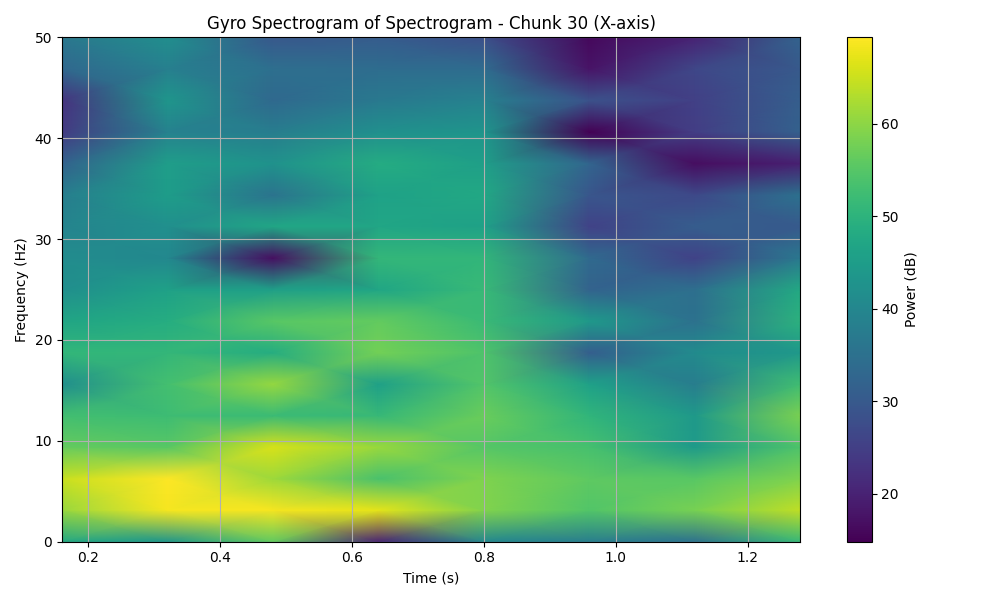 Gyro Spectrogram of Spectrogram - Chunk 30 (X-axis)
50
40
30
20
10
0
Frequency (Hz)
0.2 0.4 0.6 0.8 1.0 1.2
Time (s)
60
50
40
30
20
Power (dB)